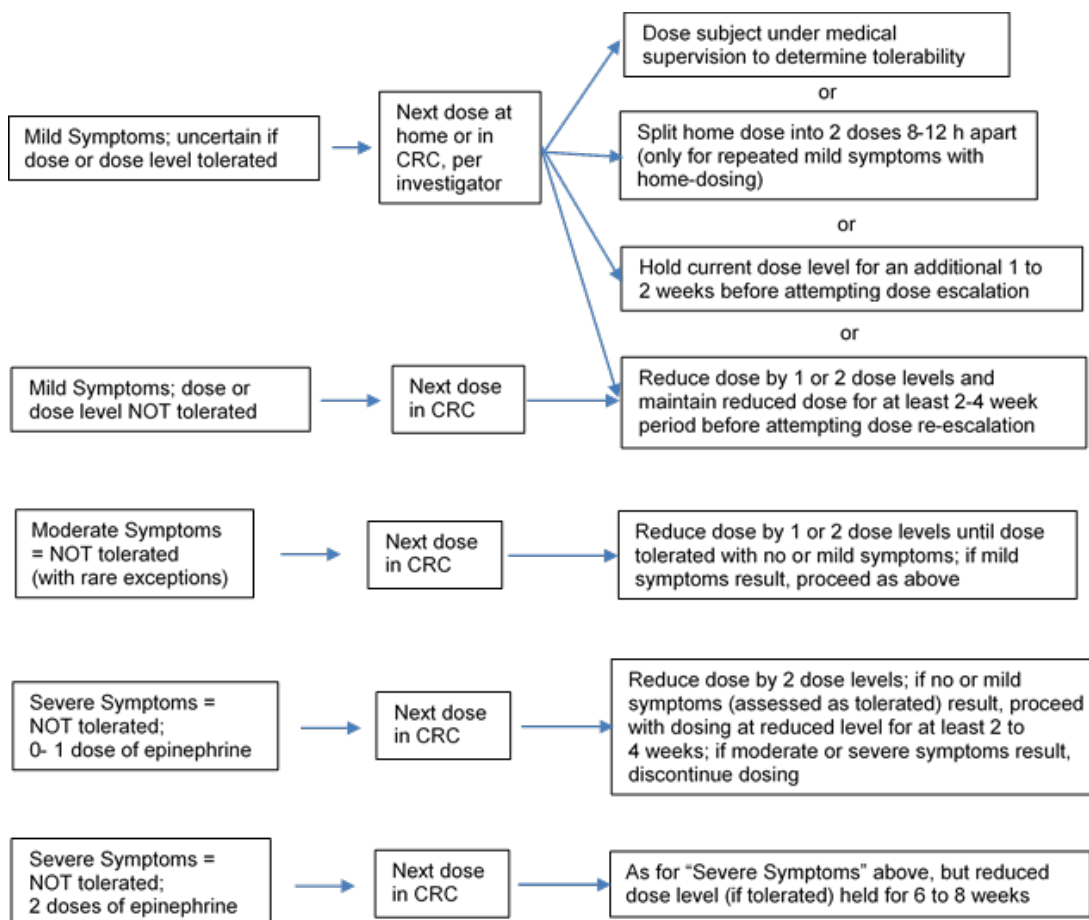 Dose subject under medical
supervision to determine tolerability
or
Mild Symptoms; uncertain if
dose or dose level tolerated
Next dose at
home or in
CRC, per
investigator
Split home dose into 2 doses 8-12 h apart
(only for repeated mild symptoms with
home-dosing)
or
Hold current dose level for an additional 1 to
2 weeks before attempting dose escalation
or
Mild Symptoms; dose or
dose level NOT tolerated
Next dose
in CRC
Reduce dose by 1 or 2 dose levels and
maintain reduced dose for at least 2-4 week
period before attempting dose re-escalation
Moderate Symptoms
= NOT tolerated
(with rare exceptions)
Next dose
in CRC
Reduce dose by 1 or 2 dose levels until dose
tolerated with no or mild symptoms; if mild
symptoms result, proceed as above
Severe Symptoms =
NOT tolerated;
0- 1 dose of epinephrine
Next dose
in CRC
Reduce dose by 2 dose levels; if no or mild
symptoms (assessed as tolerated) result, proceed
with dosing at reduced level for at least 2 to
4 weeks; if moderate or severe symptoms result,
discontinue dosing
Severe Symptoms =
NOT tolerated;
2 doses of epinephrine
Next dose
in CRC
As for “Severe Symptoms” above, but reduced
dose level (if tolerated) held for 6 to 8 weeks